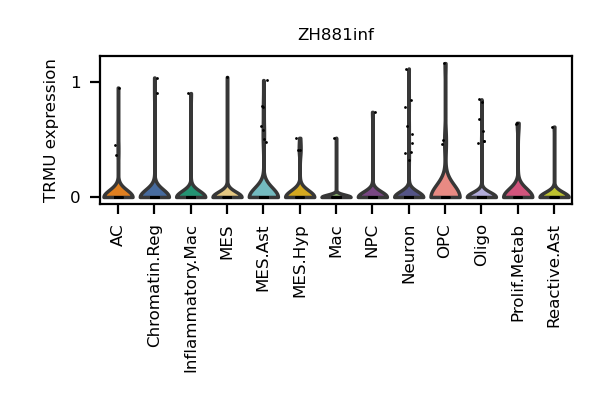 ZH881inf
TRMU expression
1
0
AC
Chromatin.Reg
Inflammatory.Mac
MES
MES.Ast
MES.Hyp
Mac
NPC
Neuron
OPC
Oligo
Prolif.Metab
Reactive.Ast